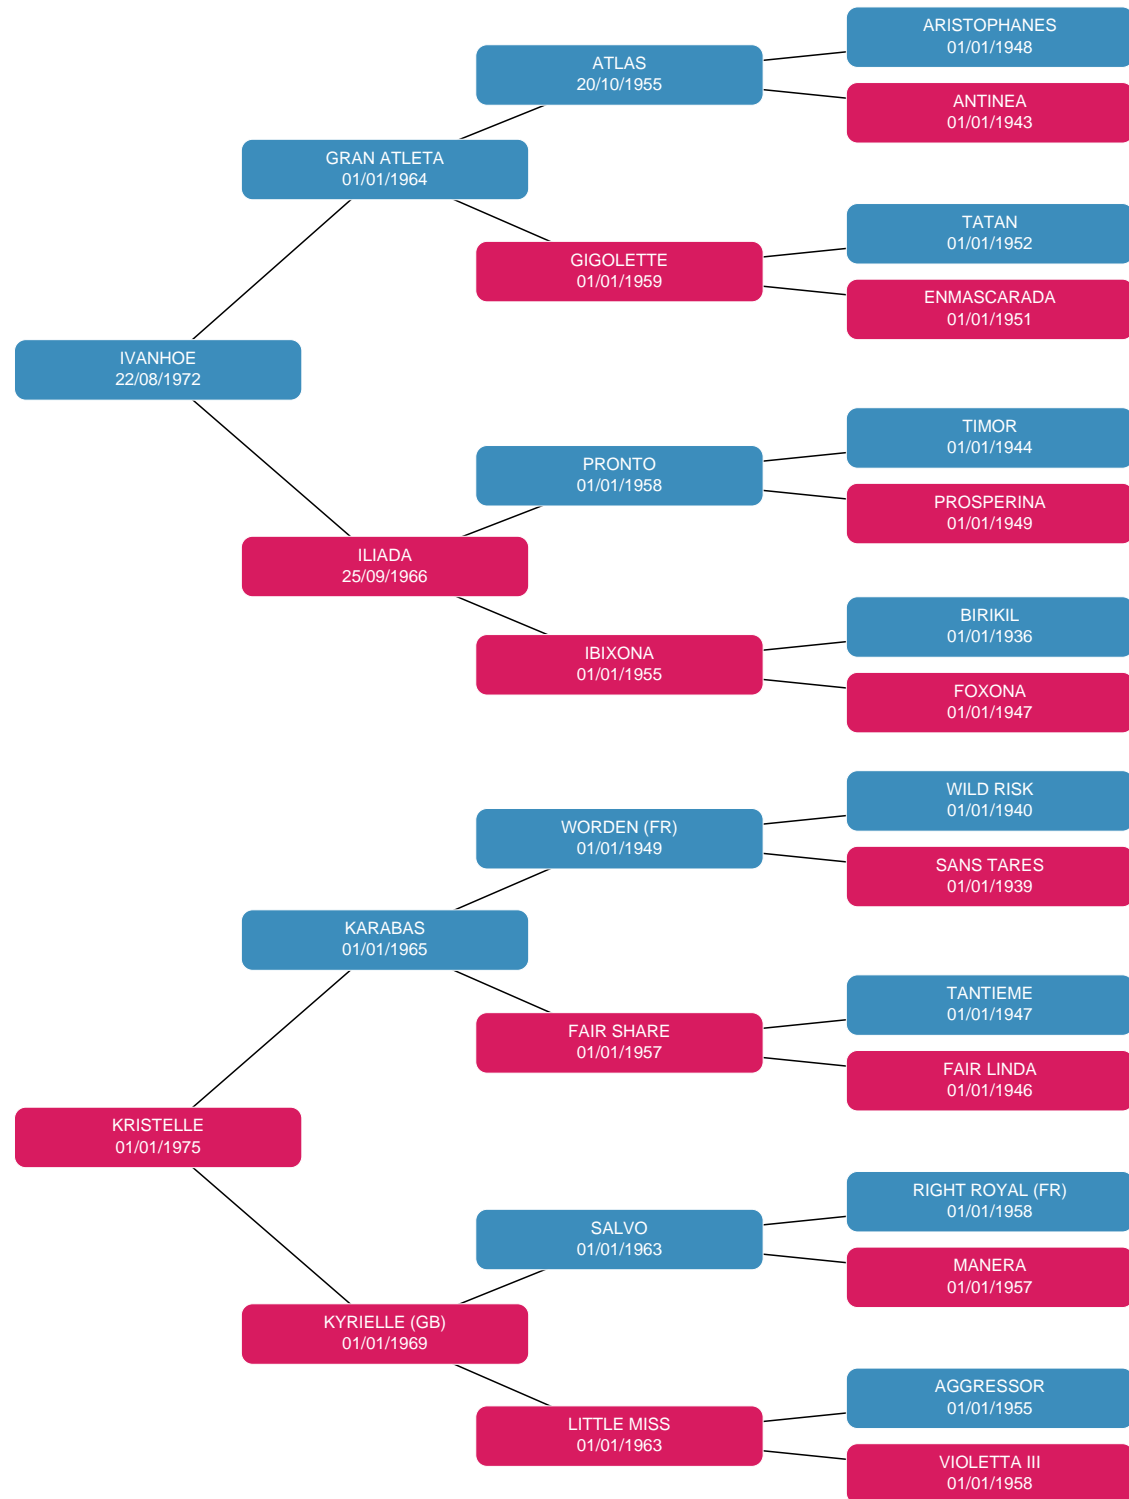 ARISTOPHANES
01/01/1948
ATLAS
20/10/1955
ANTINEA
01/01/1943
GRAN ATLETA
01/01/1964
TATAN
01/01/1952
GIGOLETTE
01/01/1959
ENMASCARADA
01/01/1951
IVANHOE
22/08/1972
TIMOR
01/01/1944
PRONTO
01/01/1958
PROSPERINA
01/01/1949
ILIADA
25/09/1966
BIRIKIL
01/01/1936
IBIXONA
01/01/1955
FOXONA
01/01/1947
WILD RISK
01/01/1940
WORDEN (FR)
01/01/1949
SANS TARES
01/01/1939
KARABAS
01/01/1965
TANTIEME
01/01/1947
FAIR SHARE
01/01/1957
FAIR LINDA
01/01/1946
KRISTELLE
01/01/1975
RIGHT ROYAL (FR)
01/01/1958
SALVO
01/01/1963
MANERA
01/01/1957
KYRIELLE (GB)
01/01/1969
AGGRESSOR
01/01/1955
LITTLE MISS
01/01/1963
VIOLETTA III
01/01/1958